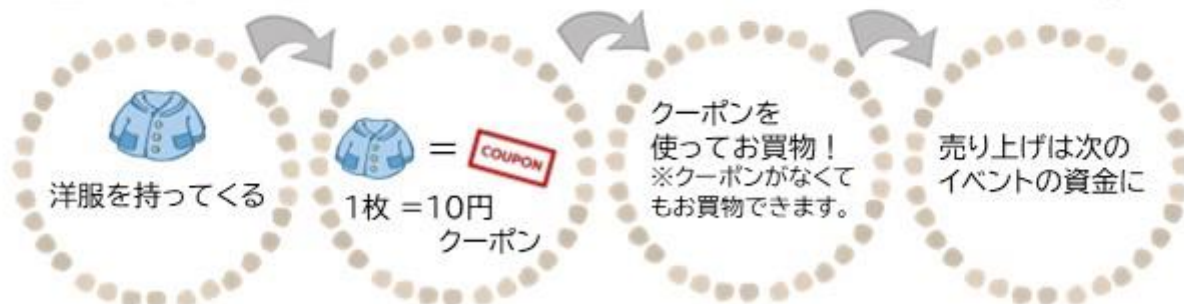 洋服を持ってくる
= COUPON
1枚 =10円
クーポン
クーポンを
使ってお買物！
※クーポンがなくて
もお買物できます。
売り上げは次の
イベントの資金に